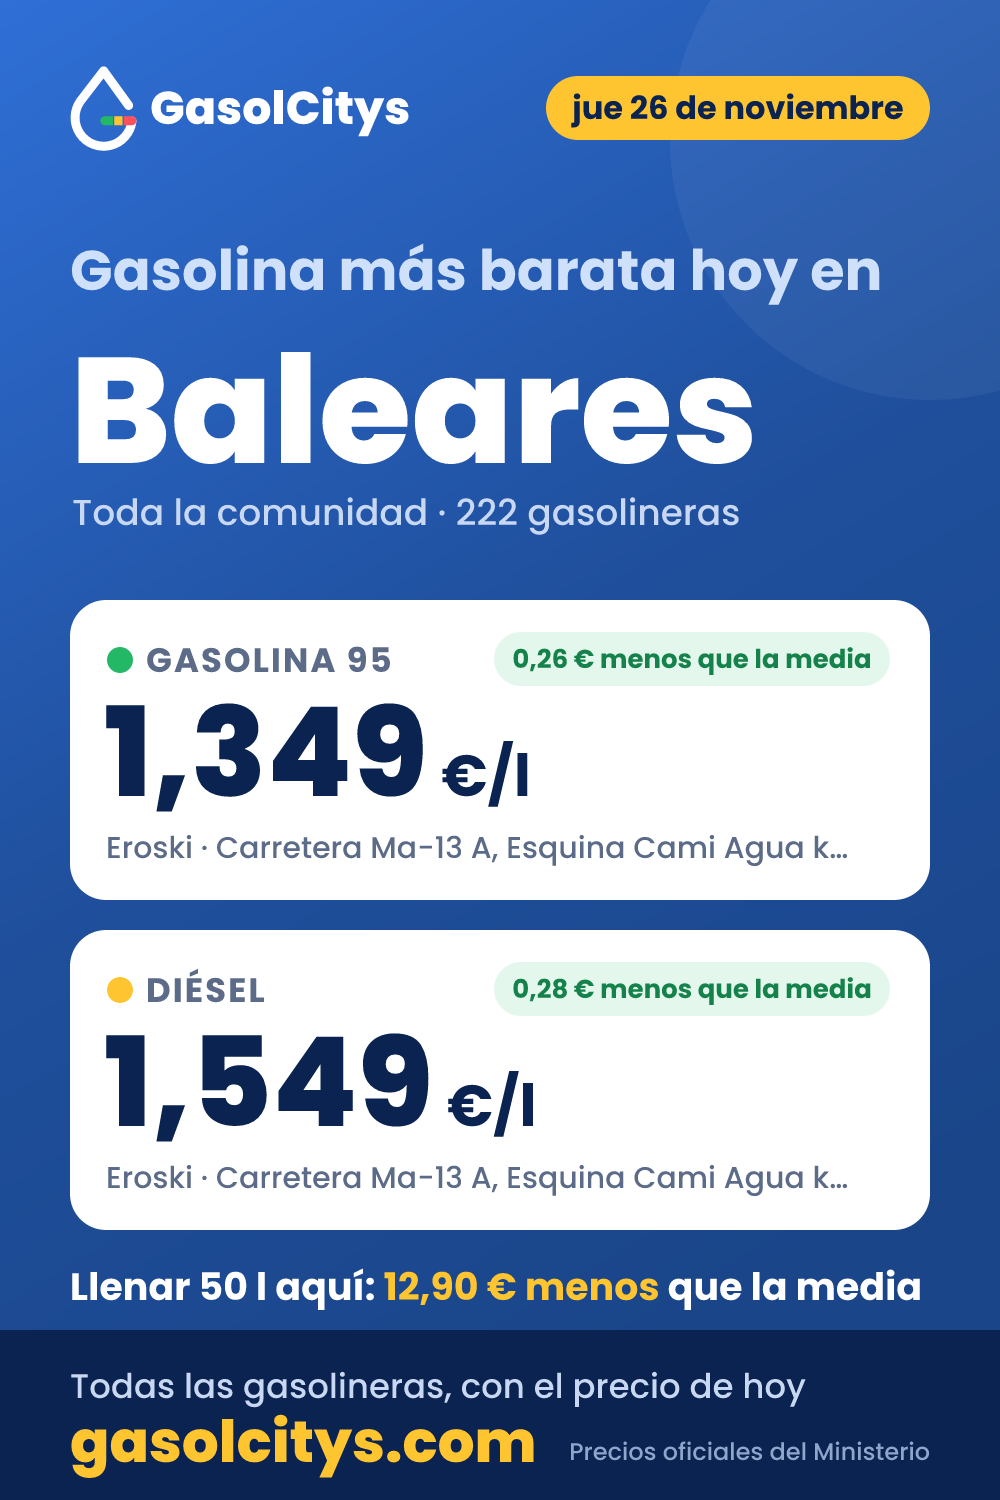 GasolCitys
jue 26 de noviembre
Gasolina más barata hoy en
Baleares
Toda la comunidad · 222 gasolineras
GASOLINA 95
0,26 € menos que la media
1,349 €/l
Eroski · Carretera Ma-13 A, Esquina Cami Agua k...
DIÉSEL
0,28 € menos que la media
1,549 €/l
Eroski · Carretera Ma-13 A, Esquina Cami Agua k...
Llenar 50 l aquí: 12,90 € menos que la media
Todas las gasolineras, con el precio de hoy
gasolcitys.com
Precios oficiales del Ministerio